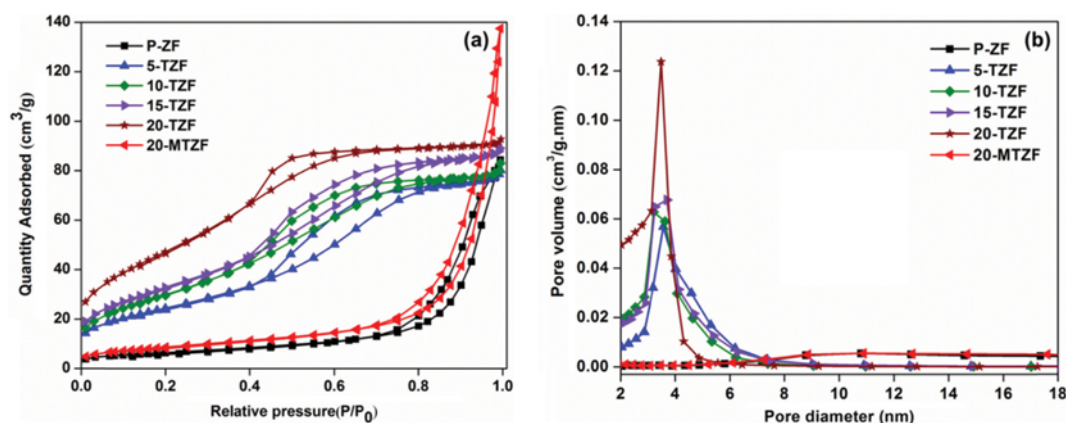 (a)
P-ZF
5-TZF
10-TZF
15-TZF
20-TZF
20-MTZF
Quantity Adsorbed (cm³/g)
140
120
100
80
60
40
20
0
0.0 0.2 0.4 0.6 0.8 1.0
Relative pressure(P/P₀)
(b)
P-ZF
5-TZF
10-TZF
15-TZF
20-TZF
20-MTZF
Pore volume (cm³/g.nm)
0.14
0.12
0.10
0.08
0.06
0.04
0.02
0.00
2 4 6 8 10 12 14 16 18
Pore diameter (nm)